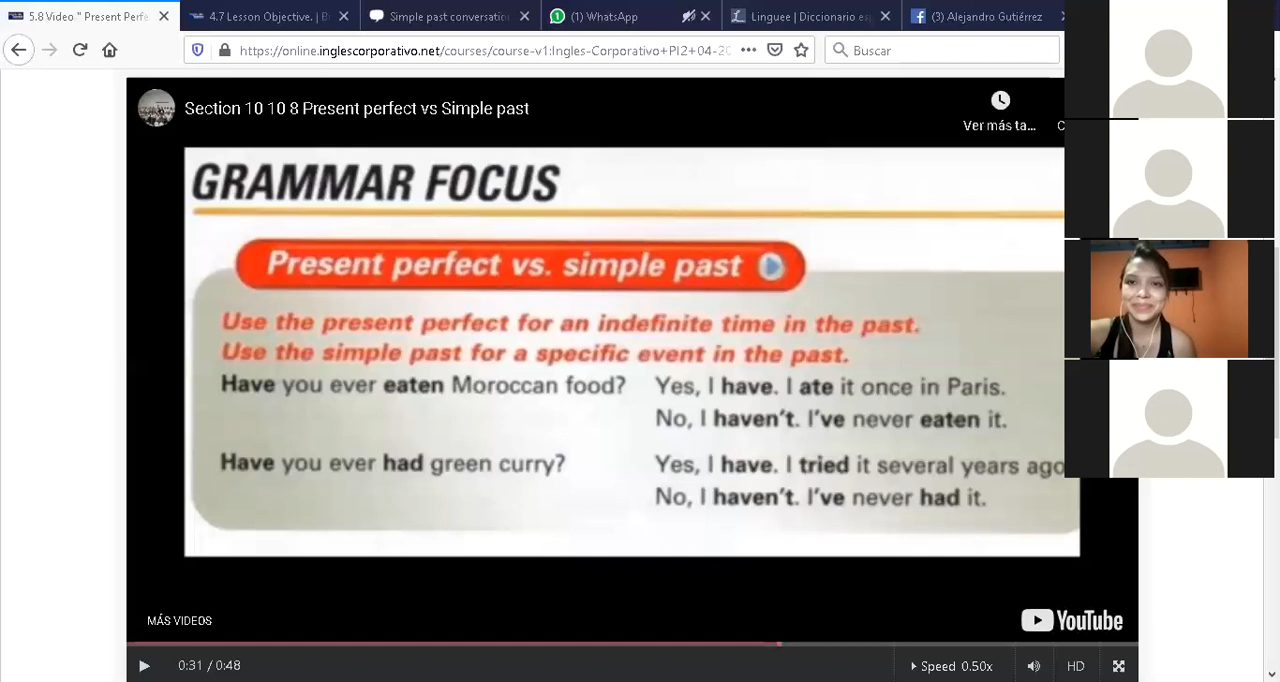 5.8 Video " Present Perfe
4.7 Lesson Objective. | B
Simple past conversatio
(1) WhatsApp
Linguee | Diccionario es
(3) Alejandro Gutiérrez
https://online.inglescorporativo.net/courses/course-v1:Ingles-Corporativo+PI2+04-20
Buscar
Section 10 10 8 Present perfect vs Simple past
Ver más ta...
C
GRAMMAR FOCUS
Present perfect vs. simple past
Use the present perfect for an indefinite time in the past.
Use the simple past for a specific event in the past.
Have you ever eaten Moroccan food? Yes, I have. I ate it once in Paris.
No, I haven't. I've never eaten it.
Have you ever had green curry? Yes, I have. I tried it several years ago
No, I haven't. I've never had it.
MÁS VIDEOS
YouTube
0:31 / 0:48
Speed 0.50x
HD